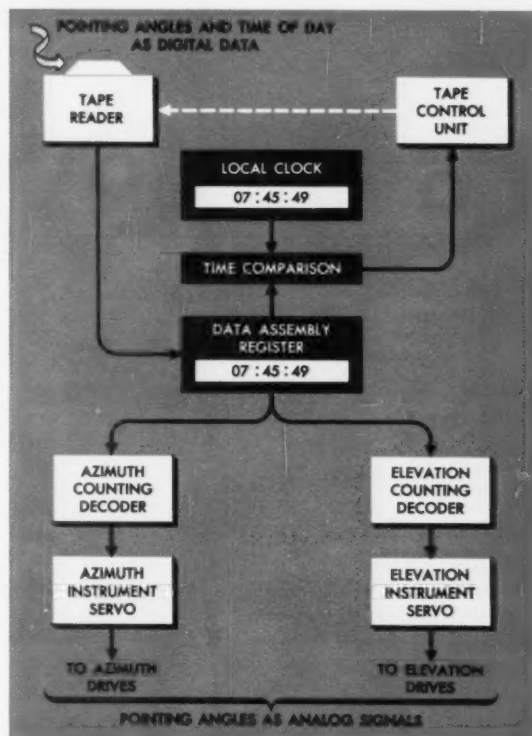 POINTING ANGLES AND TIME OF DAY
AS DIGITAL DATA
TAPE
READER
TAPE
CONTROL
UNIT
LOCAL CLOCK
07 : 45 : 49
TIME COMPARISON
DATA ASSEMBLY
REGISTER
07 : 45 : 49
AZIMUTH
COUNTING
DECODER
ELEVATION
COUNTING
DECODER
AZIMUTH
INSTRUMENT
SERVO
ELEVATION
INSTRUMENT
SERVO
TO AZIMUTH
DRIVES
TO ELEVATION
DRIVES
POINTING ANGLES AS ANALOG SIGNALS